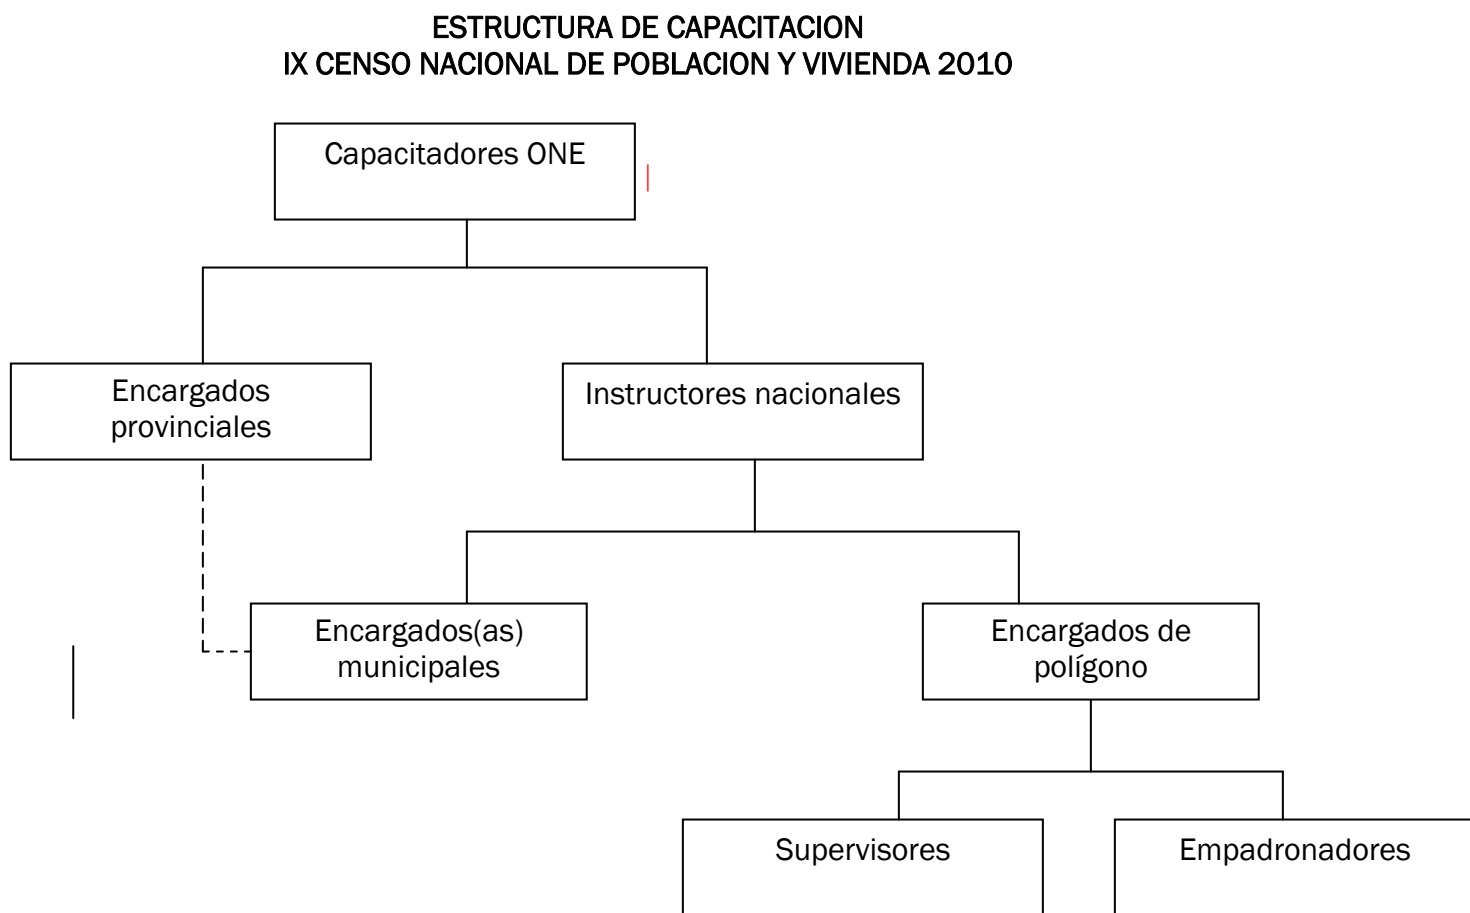 ESTRUCTURA DE CAPACITACION
IX CENSO NACIONAL DE POBLACION Y VIVIENDA 2010
Capacitadores ONE
Encargados
provinciales
Instructores nacionales
Encargados(as)
municipales
Encargados de
polígono
Supervisores
Empadronadores